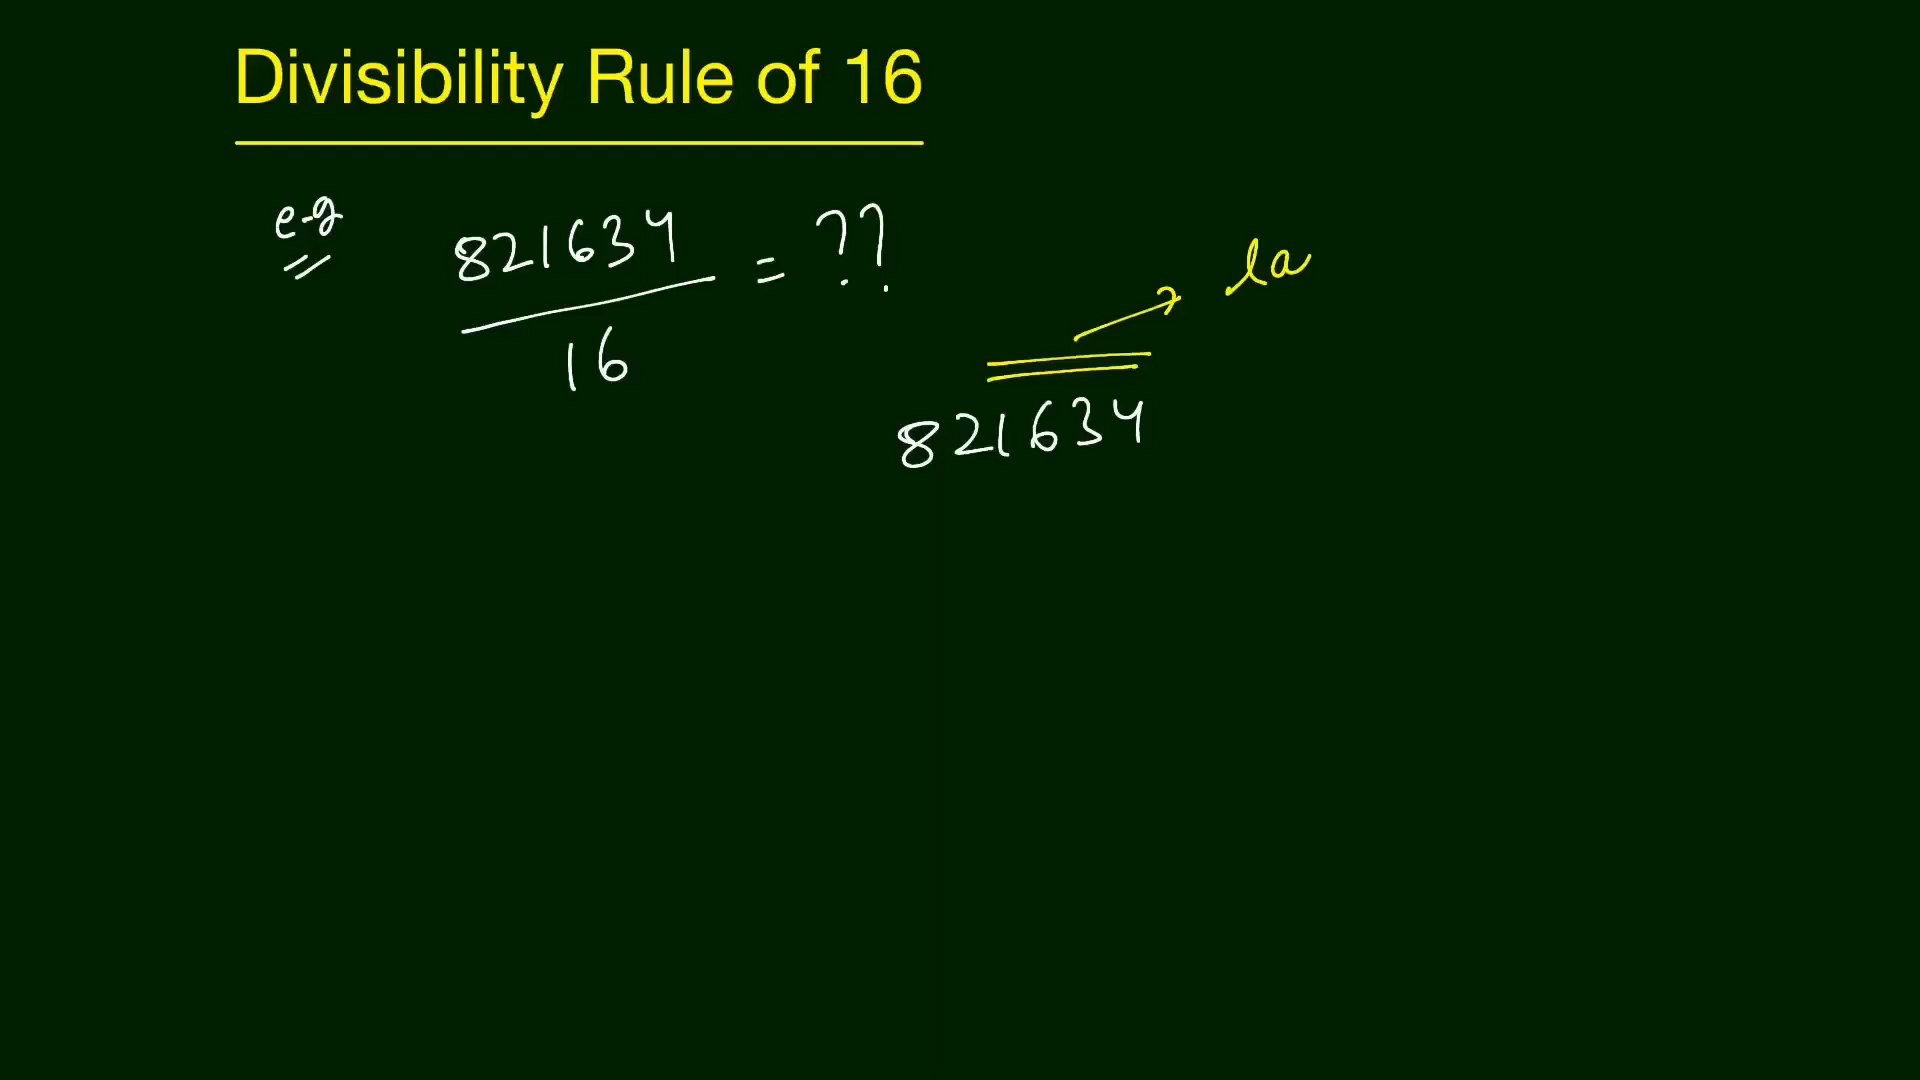 Divisibility Rule of 16
e-g
821634 = ??
16
la
821634